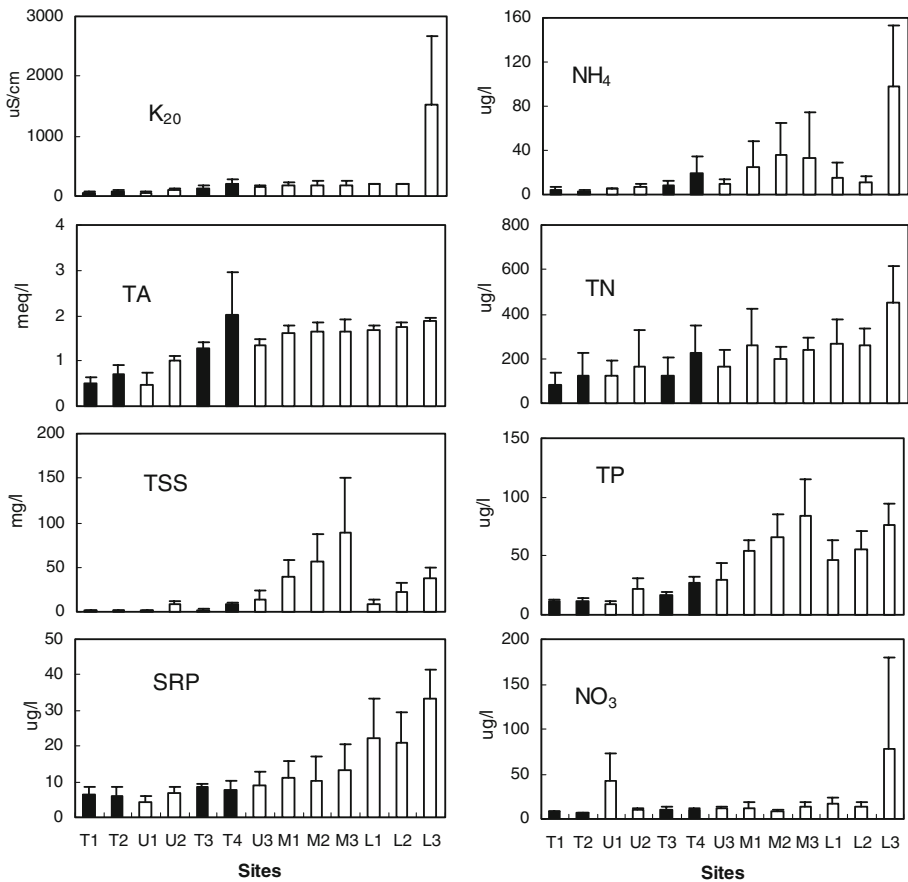 3000
2000
1000
0
uS/cm
K20
160
120
80
40
0
ug/l
NH4
4
3
2
1
0
meq/l
TA
800
600
400
200
0
ug/l
TN
200
150
100
50
0
mg/l
TSS
150
100
50
0
ug/l
TP
50
40
30
20
10
0
ug/l
SRP
T1 T2 U1 U2 T3 T4 U3 M1 M2 M3 L1 L2 L3
Sites
200
150
100
50
0
ug/l
NO3
T1 T2 U1 U2 T3 T4 U3 M1 M2 M3 L1 L2 L3
Sites